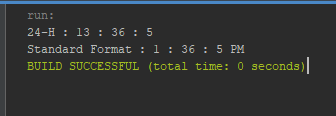 run:
24-H : 13 : 36 : 5
Standard Format : 1 : 36 : 5 PM
BUILD SUCCESSFUL (total time: 0 seconds)